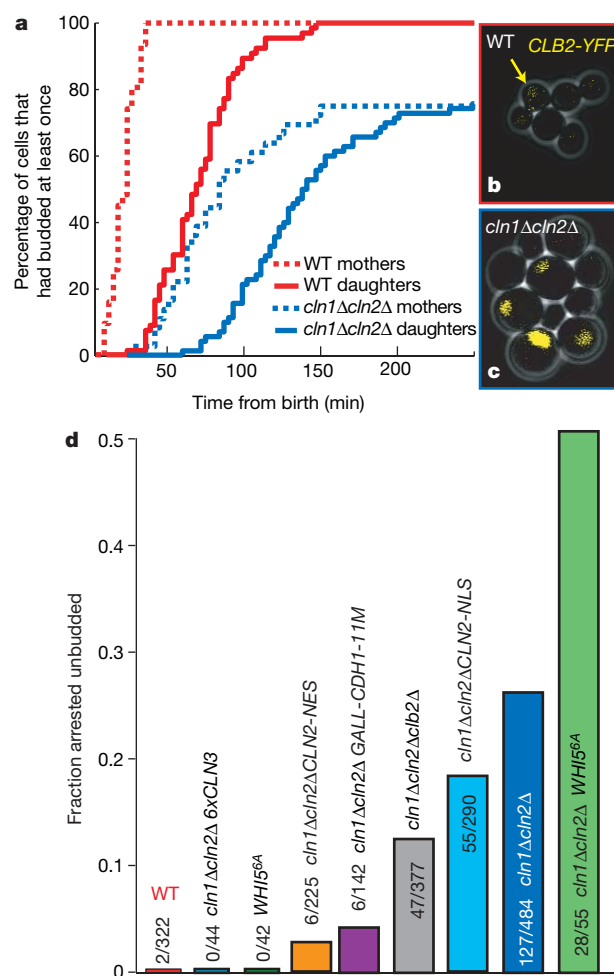 a
100
80
60
40
20
0
Percentage of cells that
had budded at least once
50
100
150
200
Time from birth (min)
WT mothers
WT daughters
cln1Δcln2Δ mothers
cln1Δcln2Δ daughters
WT CLB2-YFP
b
cln1Δcln2Δ
c
d
0.5
0.4
0.3
0.2
0.1
0
Fraction arrested unbudded
WT
2/322
0/44 cln1Δcln2Δ 6xCLN3
0/42 WHI5⁶ᴬ
6/225 cln1Δcln2ΔCLN2-NES
6/142 cln1Δcln2Δ GALL-CDH1-11M
47/377 cln1Δcln2Δclb2Δ
55/290 cln1Δcln2ΔCLN2-NLS
127/484 cln1Δcln2Δ
28/55 cln1Δcln2Δ WHI5⁶ᴬ